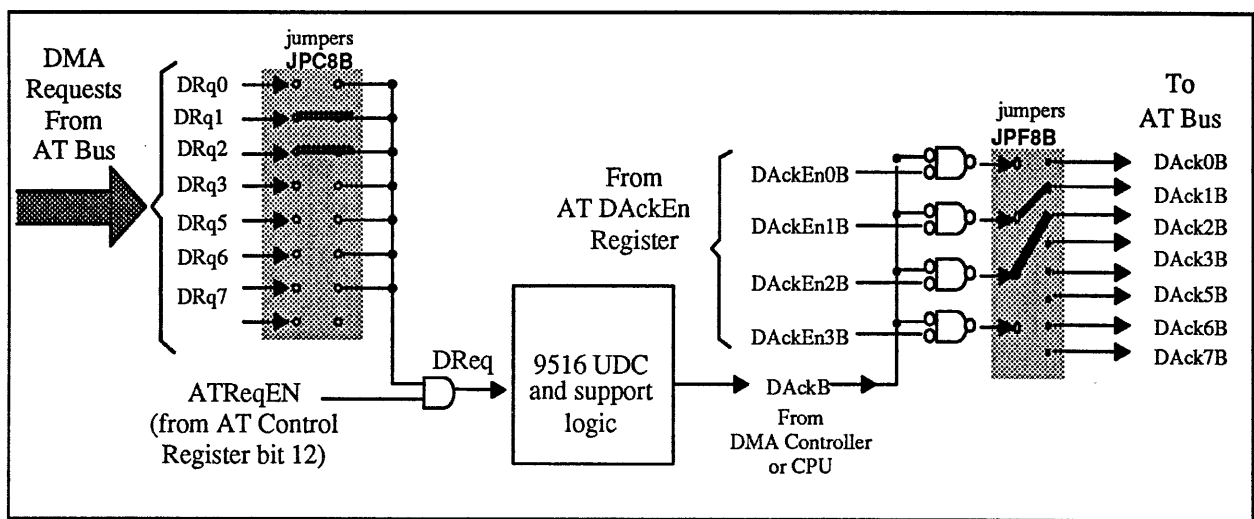 DMA
Requests
From
AT Bus
jumpers
JPC8B
DRq0
DRq1
DRq2
DRq3
DRq5
DRq6
DRq7
ATReqEN
(from AT Control
Register bit 12)
DReq
9516 UDC
and support
logic
From
AT DAckEn
Register
DAckEn0B
DAckEn1B
DAckEn2B
DAckEn3B
DAckB
From
DMA Controller
or CPU
jumpers
JPF8B
To
AT Bus
DAck0B
DAck1B
DAck2B
DAck3B
DAck5B
DAck6B
DAck7B